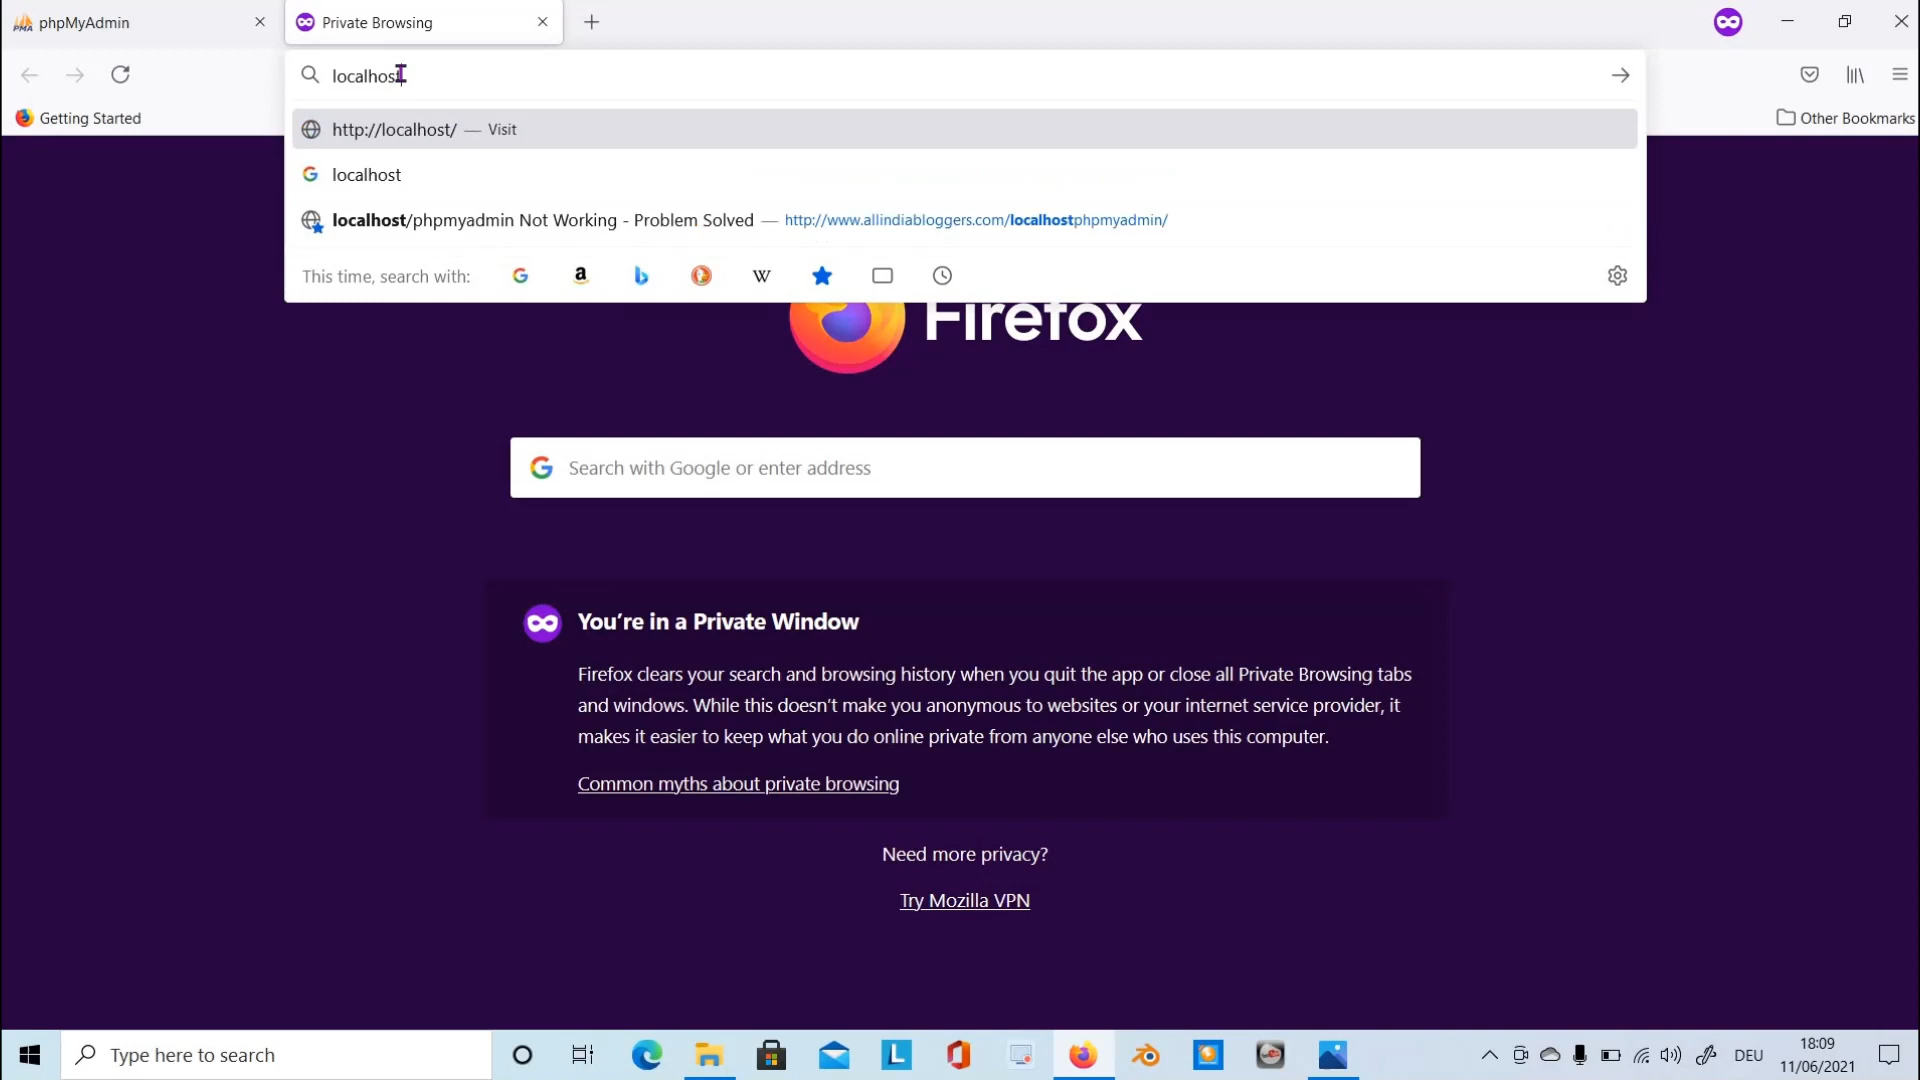 phpMyAdmin
Private Browsing
localhost
Getting Started
Other Bookmarks
http://localhost/ — Visit
localhost
localhost/phpmyadmin Not Working - Problem Solved — http://www.allindiabloggers.com/localhostphpmyadmin/
This time, search with:
Firefox
Search with Google or enter address
You’re in a Private Window
Firefox clears your search and browsing history when you quit the app or close all Private Browsing tabs
and windows. While this doesn’t make you anonymous to websites or your internet service provider, it
makes it easier to keep what you do online private from anyone else who uses this computer.
Common myths about private browsing
Need more privacy?
Try Mozilla VPN
Type here to search
DEU
18:09
11/06/2021